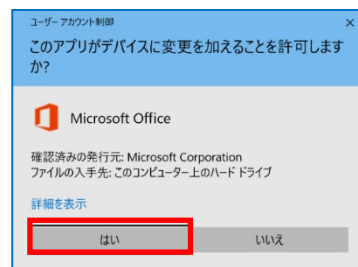 ユーザー アカウント制御
このアプリがデバイスに変更を加えることを許可します
か?
Microsoft Office
確認済みの発行元: Microsoft Corporation
ファイルの入手先: このコンピューター上のハード ドライブ
詳細を表示
はい
いいえ